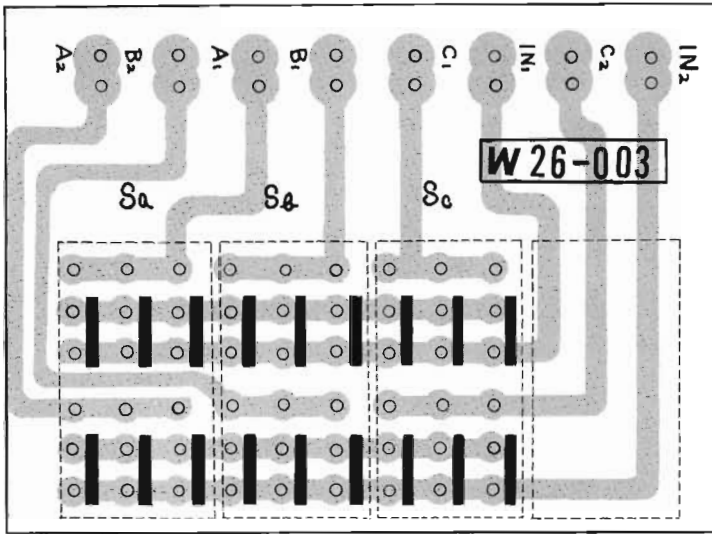 A₂ B₂ A₁ B₁ C₁ IN₁ C₂ IN₂
W 26-003
Sa Sb Sc